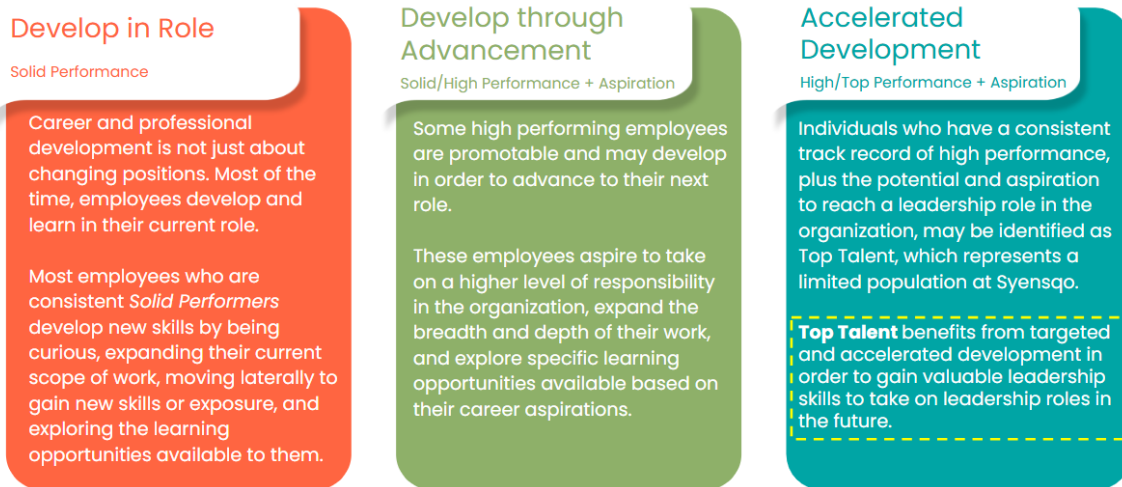 Develop in Role
Solid Performance
Career and professional
development is not just about
changing positions. Most of the
time, employees develop and
learn in their current role.
Most employees who are
consistent Solid Performers
develop new skills by being
curious, expanding their current
scope of work, moving laterally to
gain new skills or exposure, and
exploring the learning
opportunities available to them.
Develop through
Advancement
Solid/High Performance + Aspiration
Some high performing employees
are promotable and may develop
in order to advance to their next
role.
These employees aspire to take
on a higher level of responsibility
in the organization, expand the
breadth and depth of their work,
and explore specific learning
opportunities available based on
their career aspirations.
Accelerated
Development
High/Top Performance + Aspiration
Individuals who have a consistent
track record of high performance,
plus the potential and aspiration
to reach a leadership role in the
organization, may be identified as
Top Talent, which represents a
limited population at Syensqo.
Top Talent benefits from targeted
and accelerated development in
order to gain valuable leadership
skills to take on leadership roles in
the future.